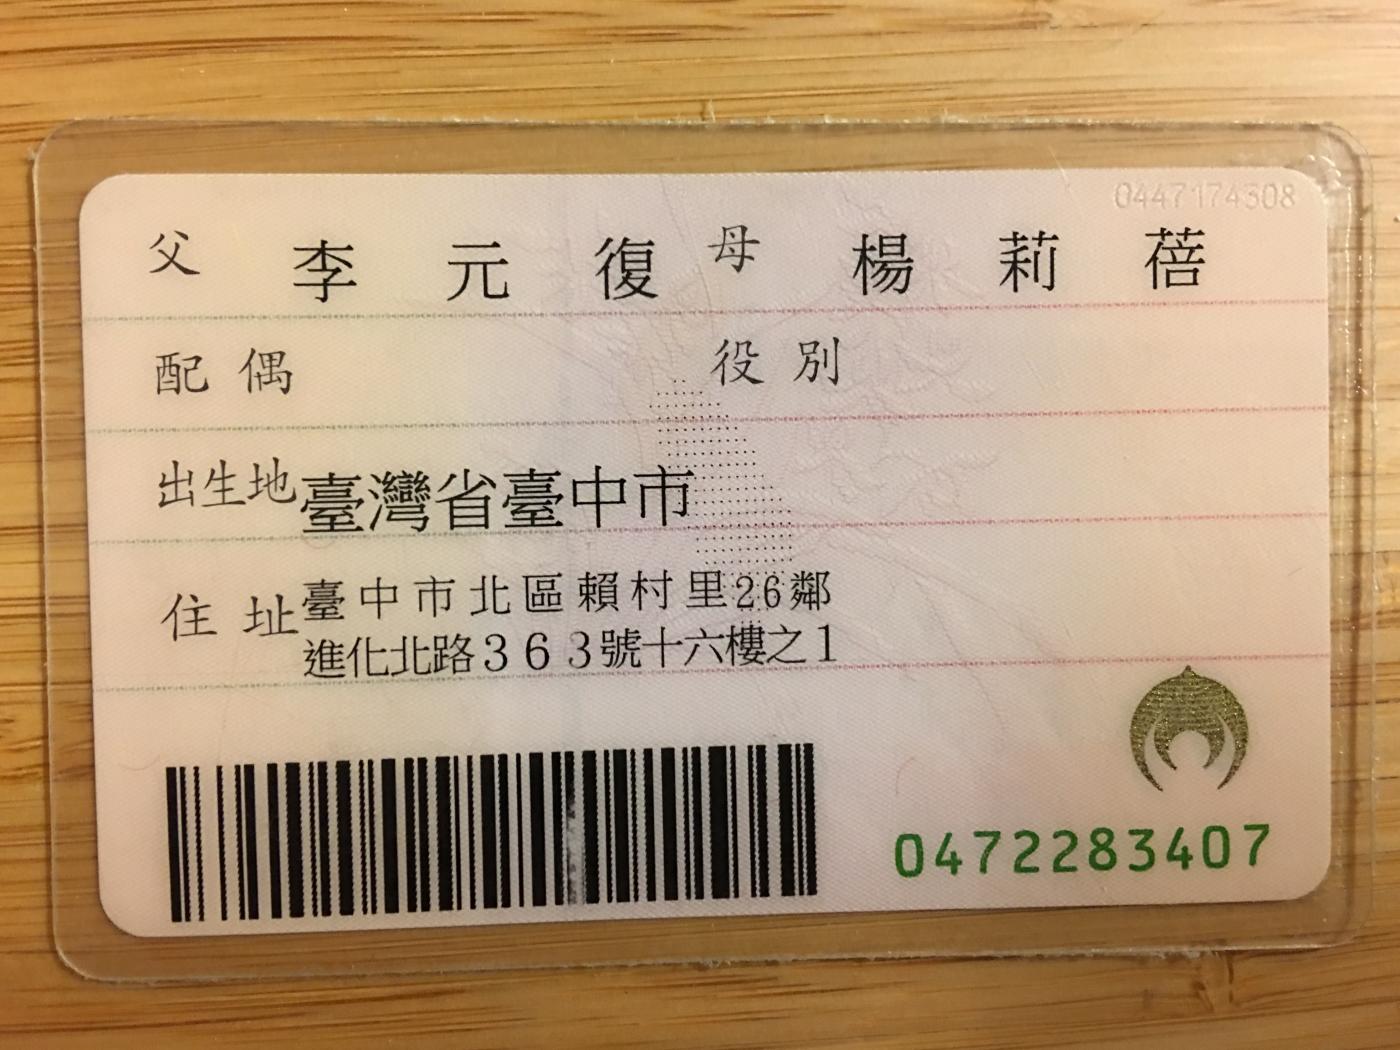 0447174308
父 李元復 母 楊莉蓓
配偶 役別
出生地 臺灣省臺中市
住址 臺中市北區賴村里26鄰
進化北路363號十六樓之1
0472283407